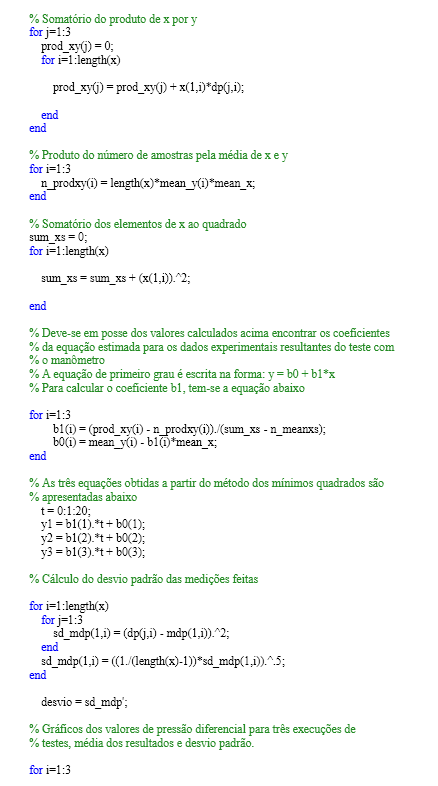 % Somatório do produto de x por y
for j=1:3
prod_xy(j) = 0;
for i=1:length(x)
prod_xy(j) = prod_xy(j) + x(1,i)*dp(j,i);
end
end
% Produto do número de amostras pela média de x e y
for i=1:3
n_prodxy(i) = length(x)*mean_y(i)*mean_x;
end
% Somatório dos elementos de x ao quadrado
sum_xs = 0;
for i=1:length(x)
sum_xs = sum_xs + (x(1,i)).^2;
end
% Deve-se em posse dos valores calculados acima encontrar os coeficientes
% da equação estimada para os dados experimentais resultantes do teste com
% o manômetro
% A equação de primeiro grau é escrita na forma: y = b0 + b1*x
% Para calcular o coeficiente b1, tem-se a equação abaixo
for i=1:3
b1(i) = (prod_xy(i) - n_prodxy(i))./(sum_xs - n_meanxs);
b0(i) = mean_y(i) - b1(i)*mean_x;
end
% As três equações obtidas a partir do método dos mínimos quadrados são
% apresentadas abaixo
t = 0:1:20;
y1 = b1(1).*t + b0(1);
y2 = b1(2).*t + b0(2);
y3 = b1(3).*t + b0(3);
% Cálculo do desvio padrão das medições feitas
for i=1:length(x)
for j=1:3
sd_mdp(1,i) = (dp(j,i) - mdp(1,i)).^2;
end
sd_mdp(1,i) = ((1./(length(x)-1))*sd_mdp(1,i)).^.5;
end
desvio = sd_mdp';
% Gráficos dos valores de pressão diferencial para três execuções de
% testes, média dos resultados e desvio padrão.
for i=1:3